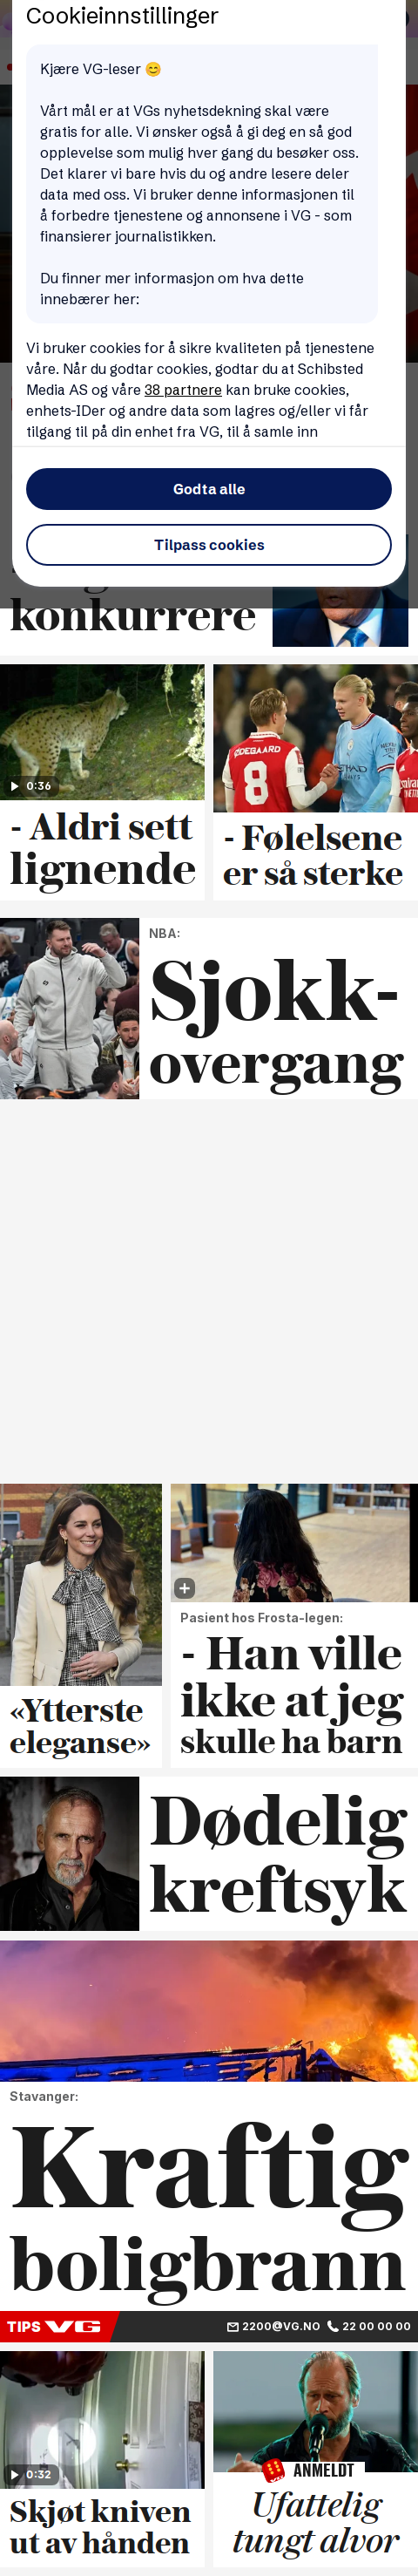 Cookieinnstillinger
Kjære VG-leser 😊
Vårt mål er at VGs nyhetsdekning skal være
gratis for alle. Vi ønsker også å gi deg en så god
opplevelse som mulig hver gang du besøker oss.
Det klarer vi bare hvis du og andre lesere deler
data med oss. Vi bruker denne informasjonen til
å forbedre tjenestene og annonsene i VG - som
finansierer journalistikken.
Du finner mer informasjon om hva dette
innebærer her:
Vi bruker cookies for å sikre kvaliteten på tjenestene
våre. Når du godtar cookies, godtar du at Schibsted
Media AS og våre 38 partnere kan bruke cookies,
enhets-IDer og andre data som lagres og/eller vi får
tilgang til på din enhet fra VG, til å samle inn
Godta alle
Tilpass cookies
konkurrere
0:36
ØDEGAARD
8
- Aldri sett
lignende
- Følelsene
er så sterke
NBA:
Sjokk-
overgang
Pasient hos Frosta-legen:
- Han ville
ikke at jeg
skulle ha barn
«Ytterste
eleganse»
Dødelig
kreftsyk
Stavanger:
Kraftig
boligbrann
TIPS VG 2200@VG.NO 22 00 00 00
0:32
Skjøt kniven
ut av hånden
ANMELDT
Ufattelig
tungt alvor